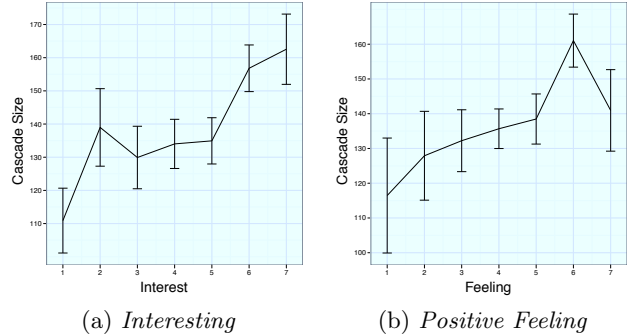 170
160
150
140
130
120
110
Cascade Size
1 2 3 4 5 6 7
Interest
(a) Interesting
160
150
140
130
120
110
100
Cascade Size
1 2 3 4 5 6 7
Feeling
(b) Positive Feeling